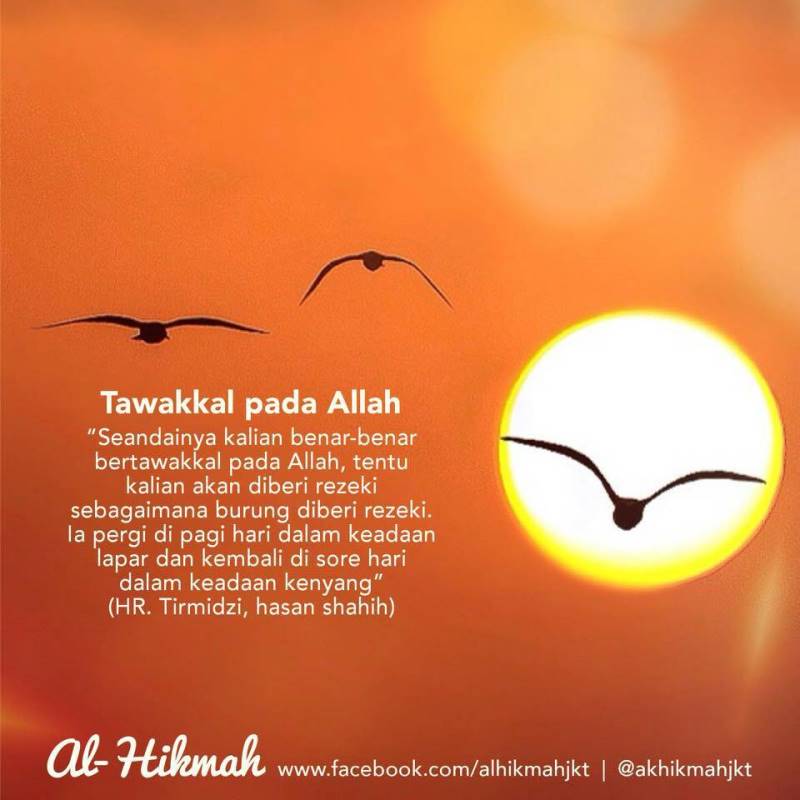 Tawakkal pada Allah
"Seandainya kalian benar-benar
bertawakkal pada Allah, tentu
kalian akan diberi rezeki
sebagaimana burung diberi rezeki.
Ia pergi di pagi hari dalam keadaan
lapar dan kembali di sore hari
dalam keadaan kenyang"
(HR. Tirmidzi, hasan shahih)
Al-Hikmah www.facebook.com/alhikmahjkt | @akhikmahjkt